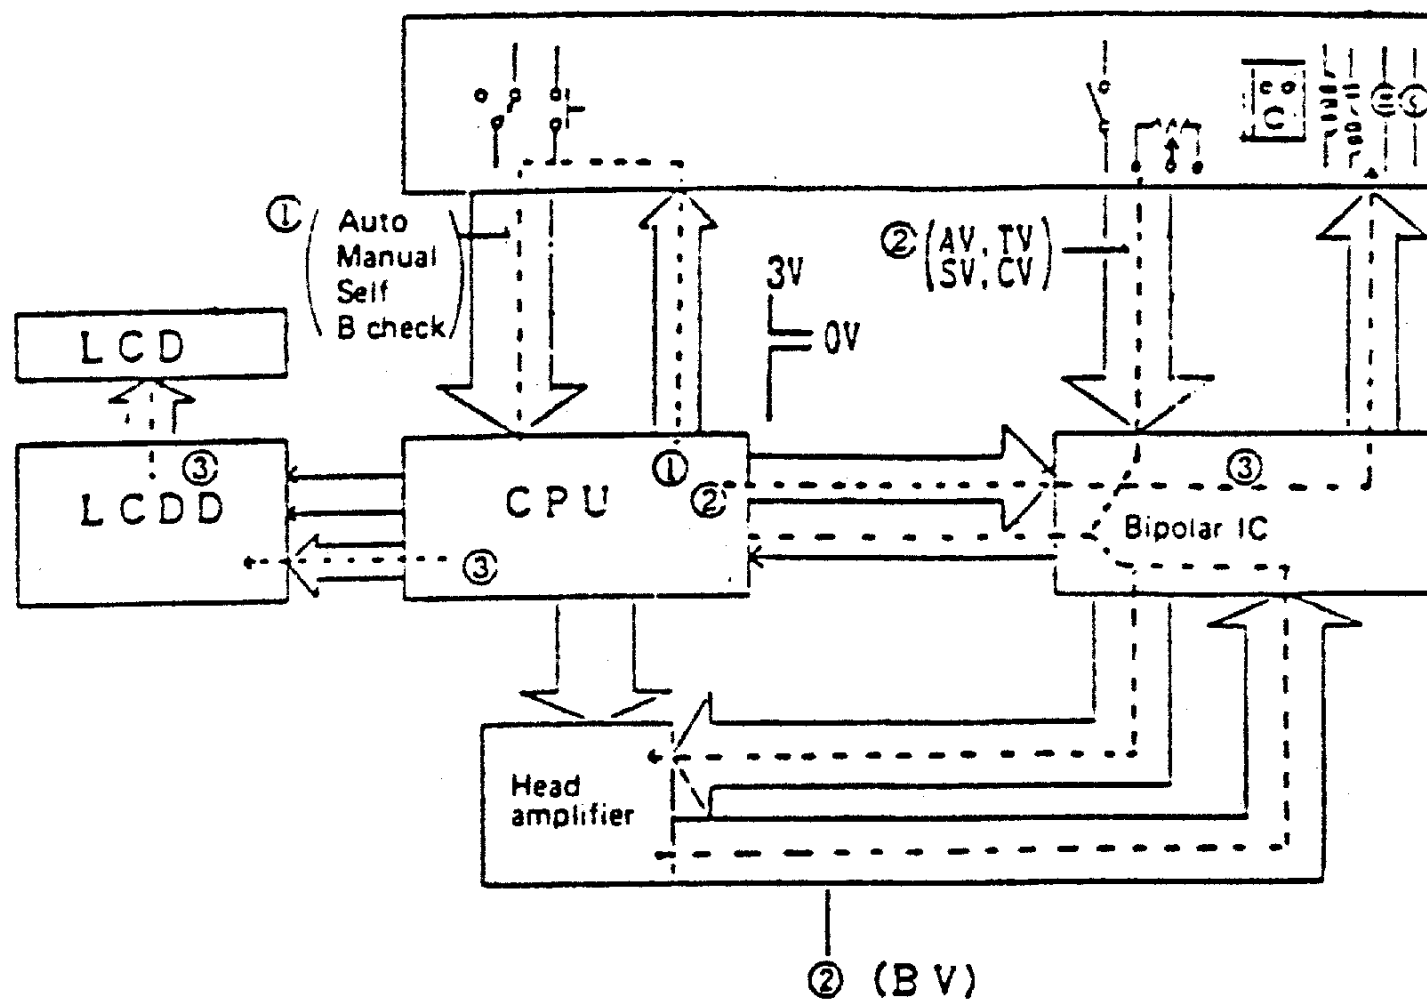 ①
Auto
Manual
Self
B check
②
AV, TV
SV, CV
3V
0V
LCD
③
LCDD
CPU
①
②
③
③
Bipolar IC
Head
amplifier
② (BV)